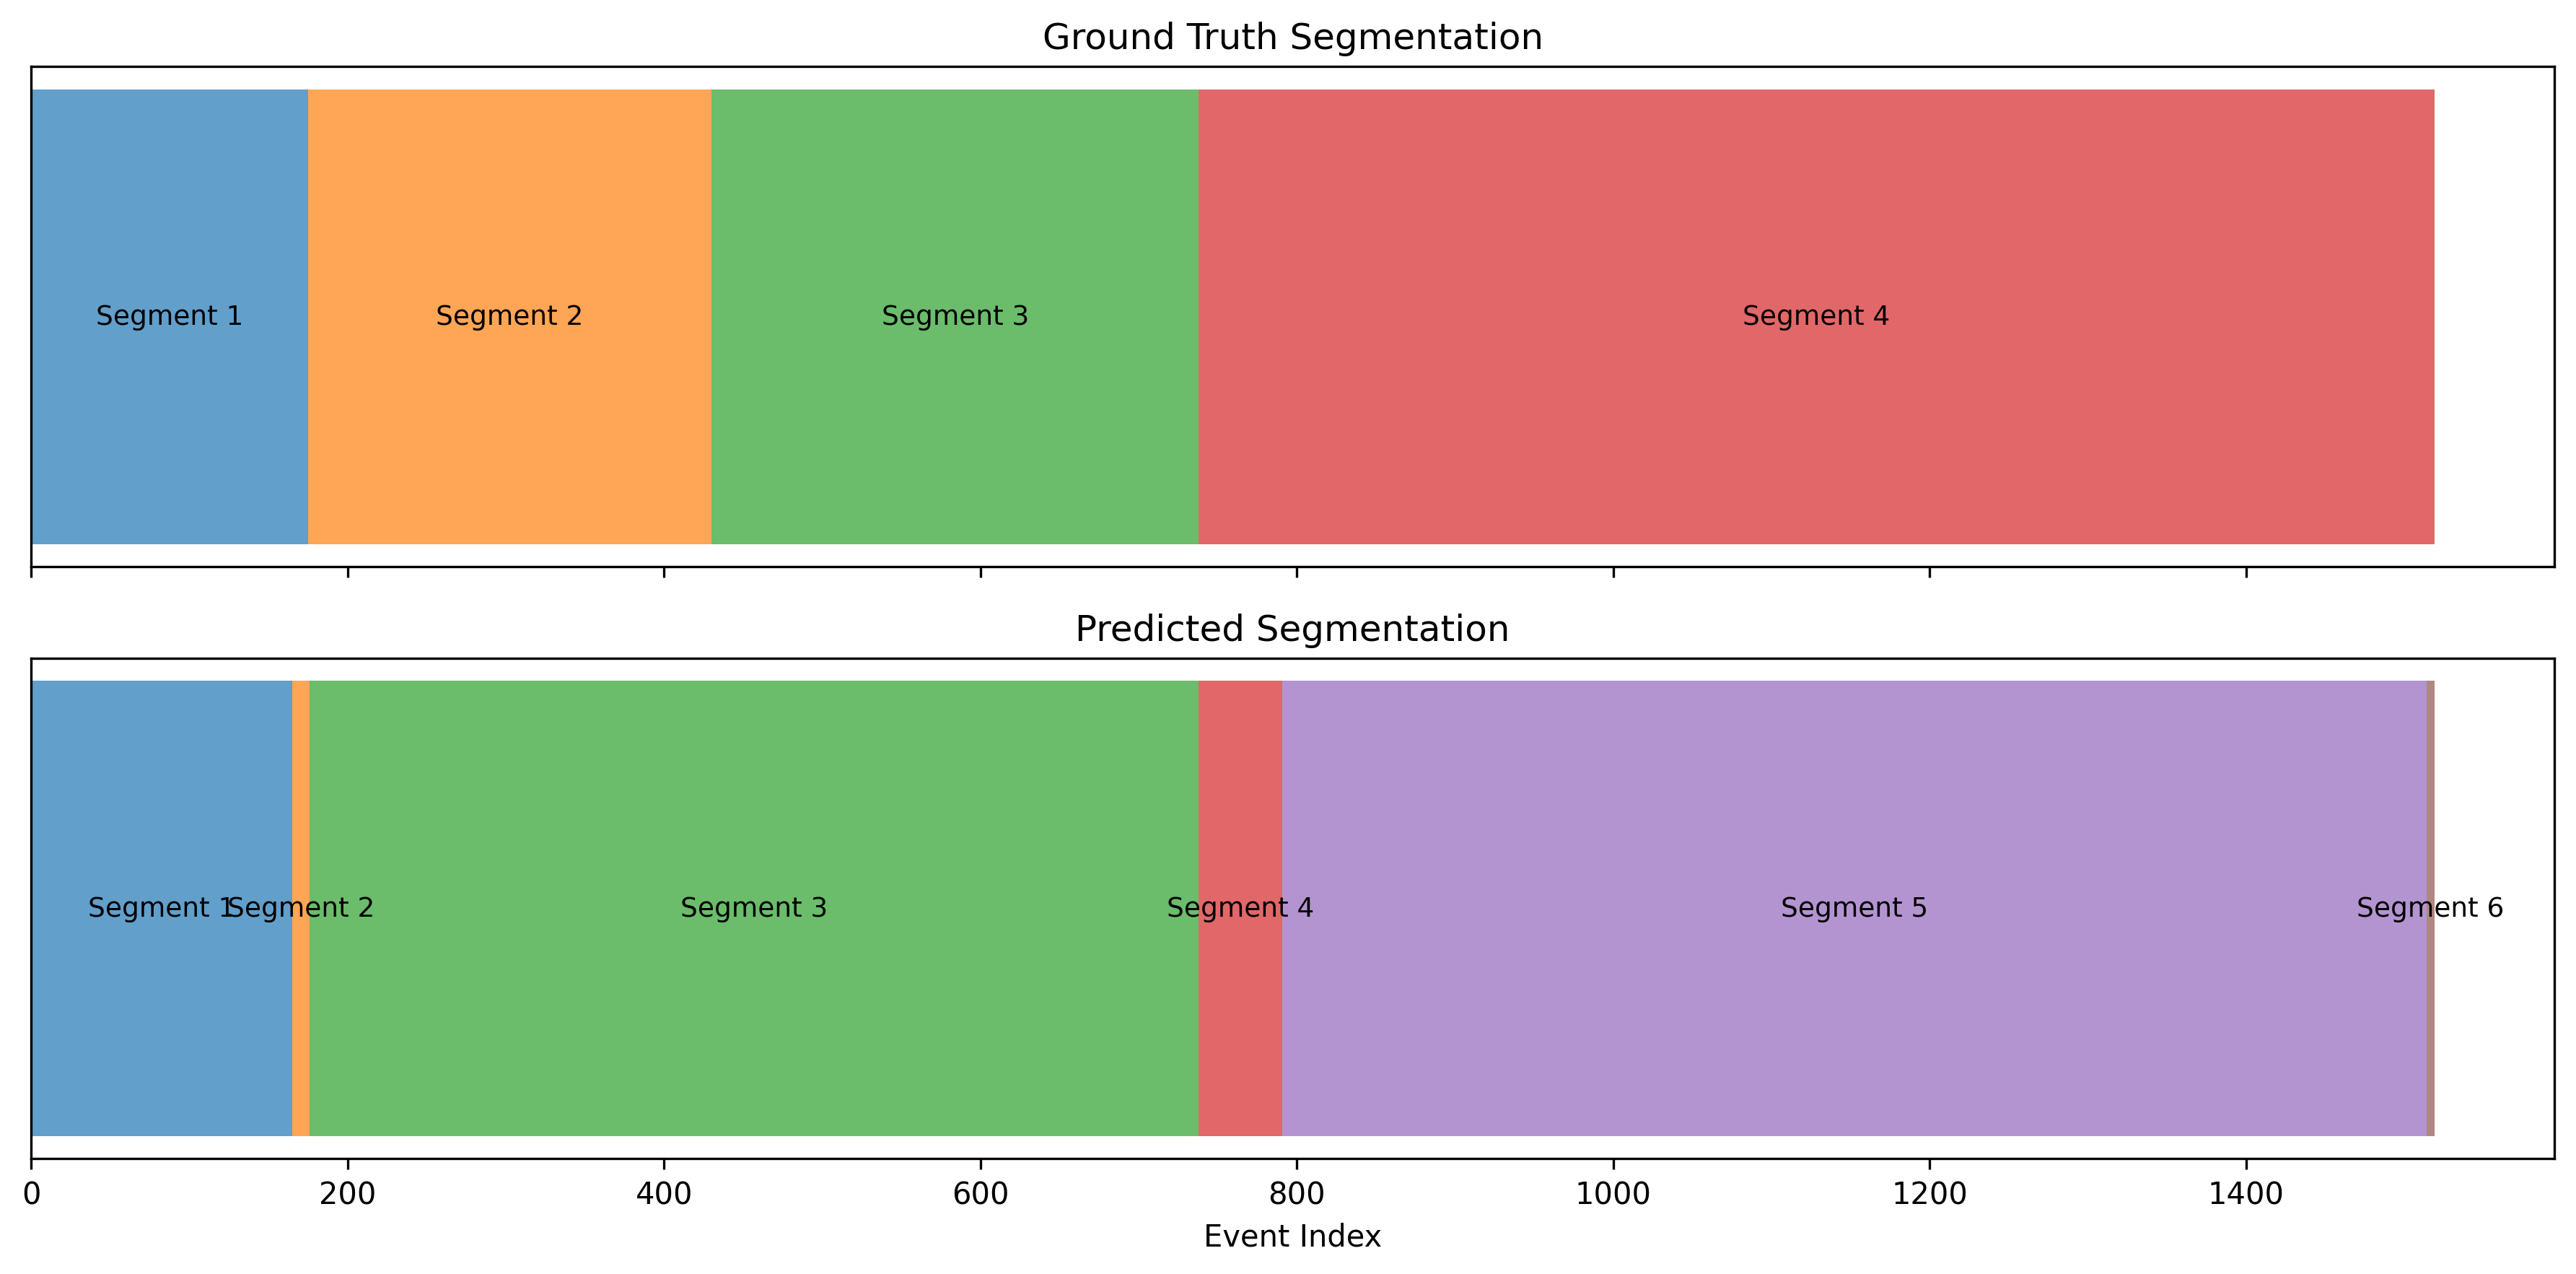 Ground Truth Segmentation
Segment 1 Segment 2 Segment 3 Segment 4
Predicted Segmentation
Segment 1 Segment 2 Segment 3 Segment 4 Segment 5 Segment 6
0 200 400 600 800 1000 1200 1400
Event Index